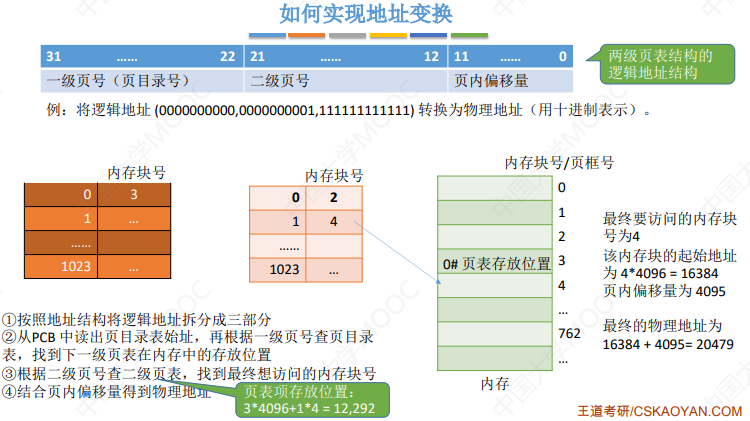 如何实现地址变换
31 …… 22 21 …… 12 11 …… 0
一级页号（页目录号） 二级页号 页内偏移量
两级页表结构的
逻辑地址结构
例：将逻辑地址 (0000000000,0000000001,111111111111) 转换为物理地址（用十进制表示）。
内存块号
0 3
1 …
……
1023 …
内存块号
0 2
1 4
……
1023 …
内存块号/页框号
0
1
2
0# 页表存放位置 3
4
…
762
…
内存
最终要访问的内存块
号为4
该内存块的起始地址
为 4*4096 = 16384
页内偏移量为 4095
最终的物理地址为
16384 + 4095= 20479
①按照地址结构将逻辑地址拆分成三部分
②从PCB 中读出页目录表始址，再根据一级页号查页目录
表，找到下一级页表在内存中的存放位置
③根据二级页号查二级页表，找到最终想访问的内存块号
④结合页内偏移量得到物理地址
页表项存放位置：
3*4096+1*4 = 12,292
王道考研/CSKAOYAN.COM
中国大学MOOC